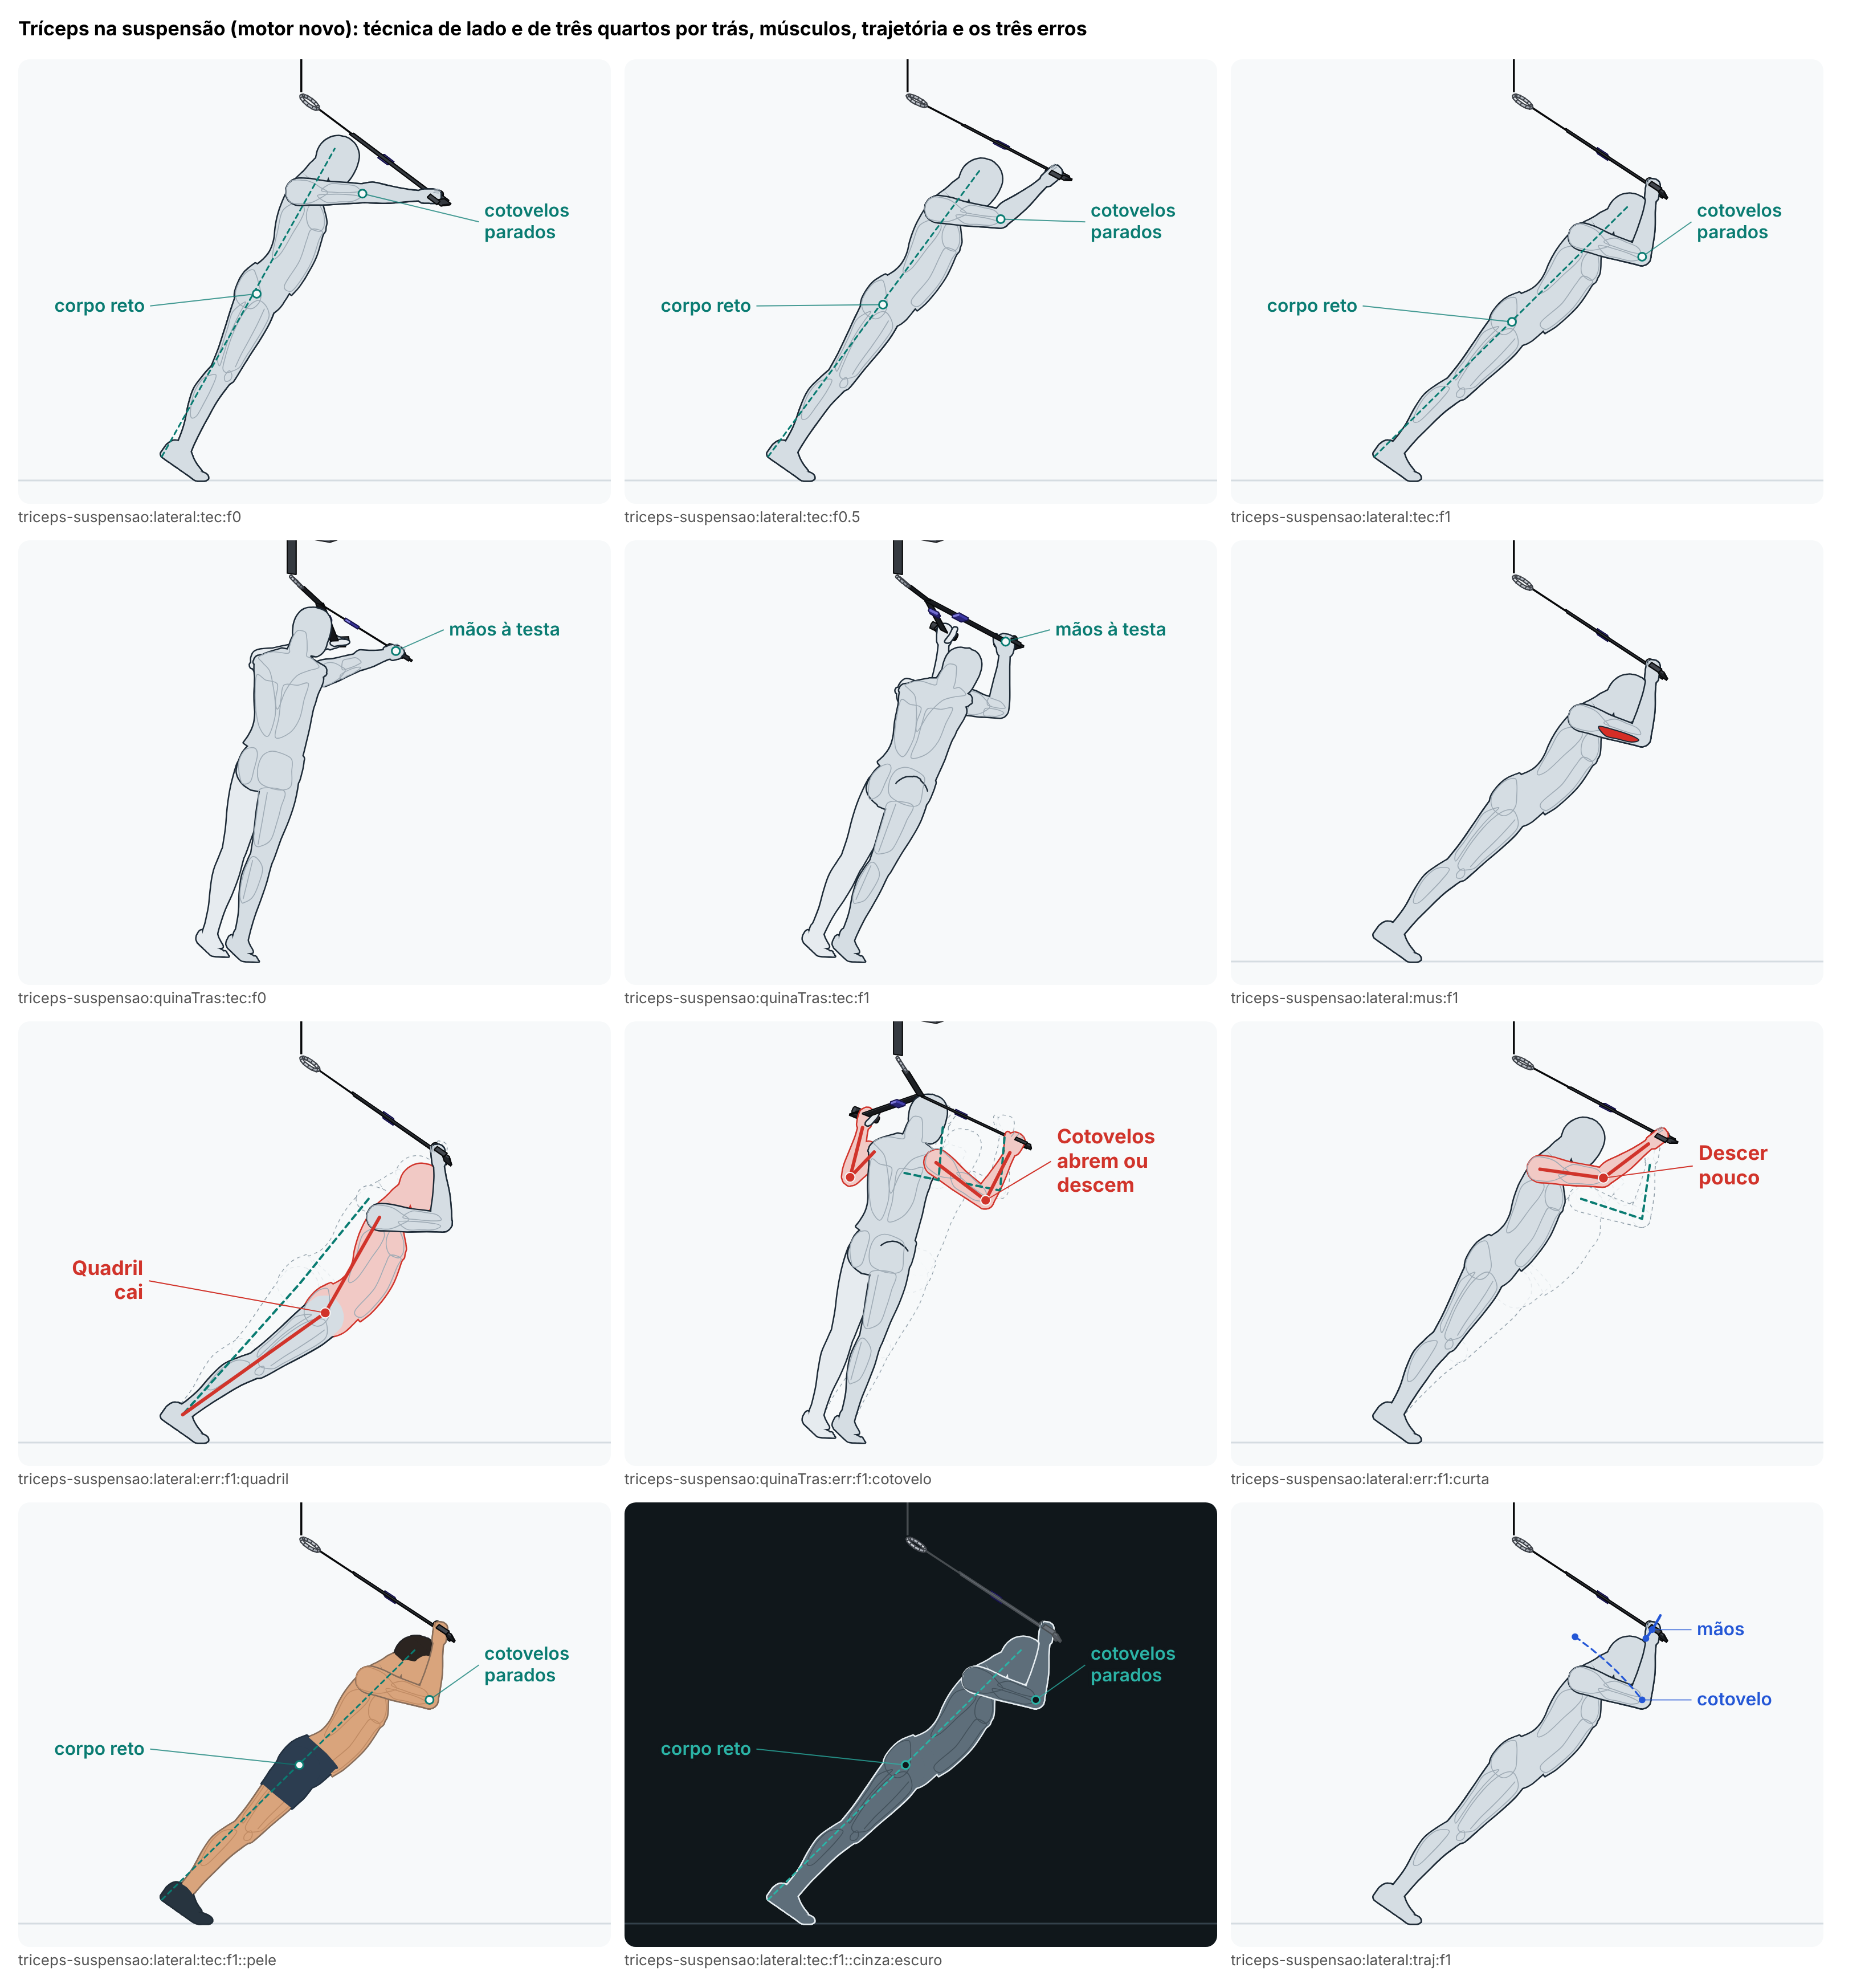 Tríceps na suspensão (motor novo): técnica de lado e de três quartos por trás, músculos, trajetória e os três erros
cotovelos
parados
corpo reto
triceps-suspensao:lateral:tec:f0
cotovelos
parados
corpo reto
triceps-suspensao:lateral:tec:f0.5
cotovelos
parados
corpo reto
triceps-suspensao:lateral:tec:f1
mãos à testa
triceps-suspensao:quinaTras:tec:f0
mãos à testa
triceps-suspensao:quinaTras:tec:f1
triceps-suspensao:lateral:mus:f1
Quadril
cai
triceps-suspensao:lateral:err:f1:quadril
Cotovelos
abrem ou
descem
triceps-suspensao:quinaTras:err:f1:cotovelo
Descer
pouco
triceps-suspensao:lateral:err:f1:curta
cotovelos
parados
corpo reto
triceps-suspensao:lateral:tec:f1::pele
cotovelos
parados
corpo reto
triceps-suspensao:lateral:tec:f1::cinza:escuro
mãos
cotovelo
triceps-suspensao:lateral:traj:f1